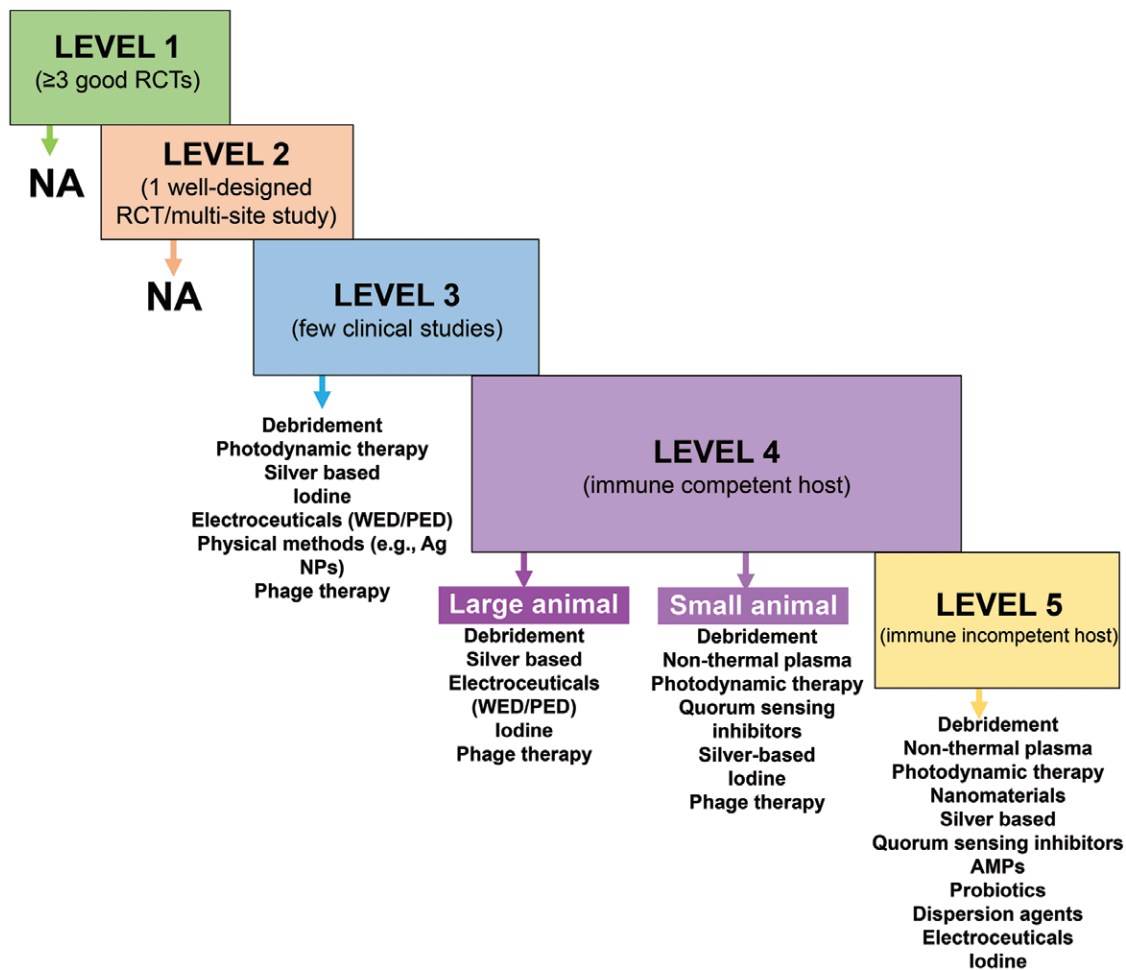 LEVEL 1
(≥3 good RCTs)
NA
LEVEL 2
(1 well-designed
RCT/multi-site study)
NA
LEVEL 3
(few clinical studies)
Debridement
Photodynamic therapy
Silver based
Iodine
Electroceuticals (WED/PED)
Physical methods (e.g., Ag
NPs)
Phage therapy
LEVEL 4
(immune competent host)
Large animal
Debridement
Silver based
Electroceuticals
(WED/PED)
Iodine
Phage therapy
Small animal
Debridement
Non-thermal plasma
Photodynamic therapy
Quorum sensing
inhibitors
Silver-based
Iodine
Phage therapy
LEVEL 5
(immune incompetent host)
Debridement
Non-thermal plasma
Photodynamic therapy
Nanomaterials
Silver based
Quorum sensing inhibitors
AMPs
Probiotics
Dispersion agents
Electroceuticals
Iodine